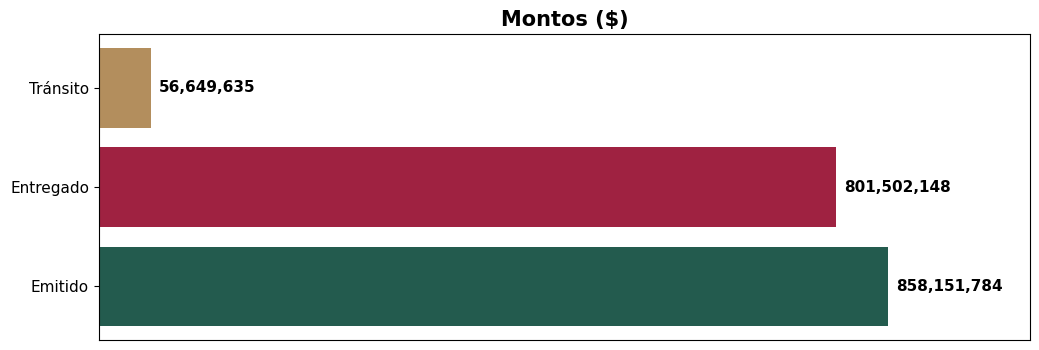 Montos ($)
Tránsito 56,649,635
Entregado 801,502,148
Emitido 858,151,784